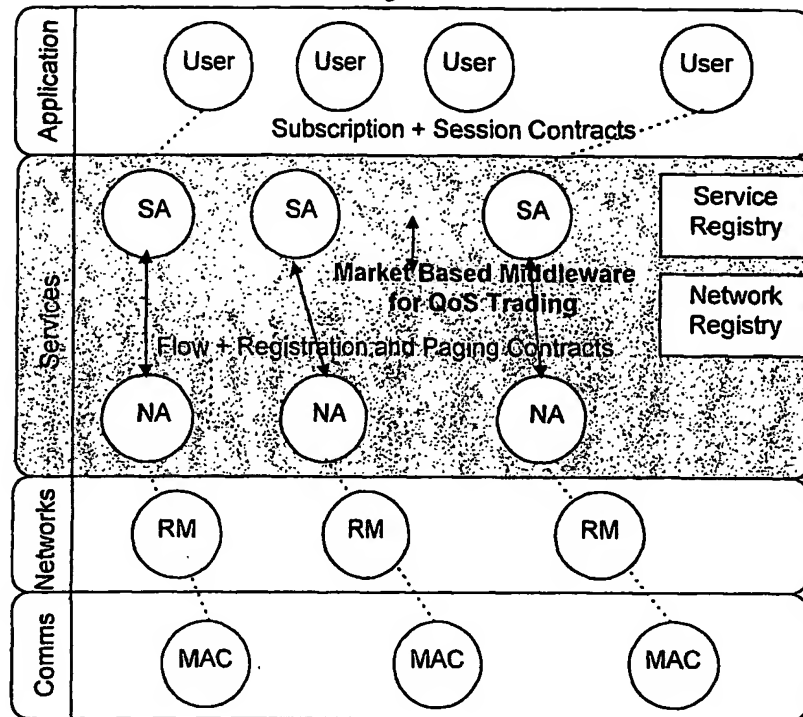 Application
User
User
User
User
Subscription + Session Contracts
Services
SA
SA
SA
Service
Registry
Market Based Middleware
for QoS Trading
Network
Registry
Flow + Registration and Paging Contracts
NA
NA
NA
Networks
RM
RM
RM
Comms
MAC
MAC
MAC